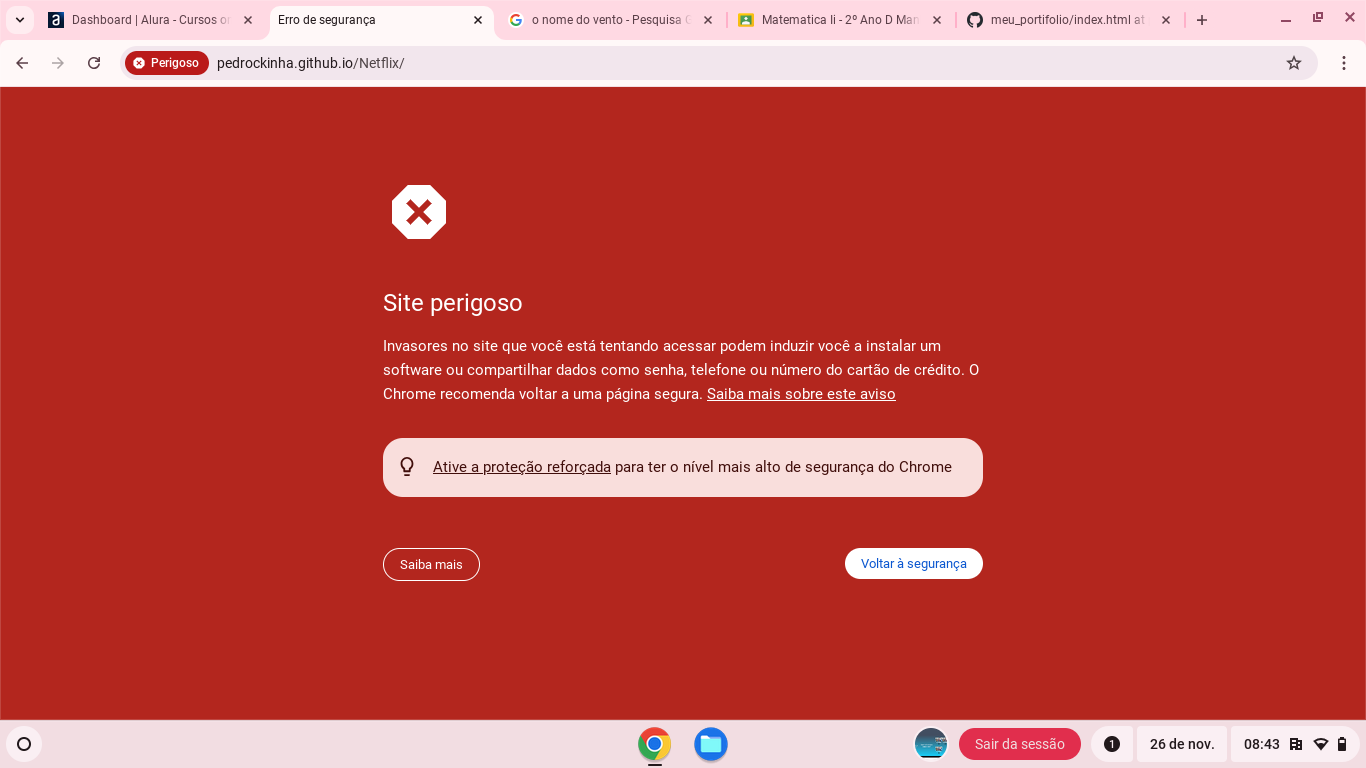 Dashboard | Alura - Cursos on
Erro de segurança
o nome do vento - Pesquisa G
Matematica Ii - 2º Ano D Man
meu_portifolio/index.html at
Perigoso
pedrockinha.github.io/Netflix/
Site perigoso
Invasores no site que você está tentando acessar podem induzir você a instalar um
software ou compartilhar dados como senha, telefone ou número do cartão de crédito. O
Chrome recomenda voltar a uma página segura. Saiba mais sobre este aviso
Ative a proteção reforçada para ter o nível mais alto de segurança do Chrome
Saiba mais
Voltar à segurança
Sair da sessão
1
26 de nov.
08:43